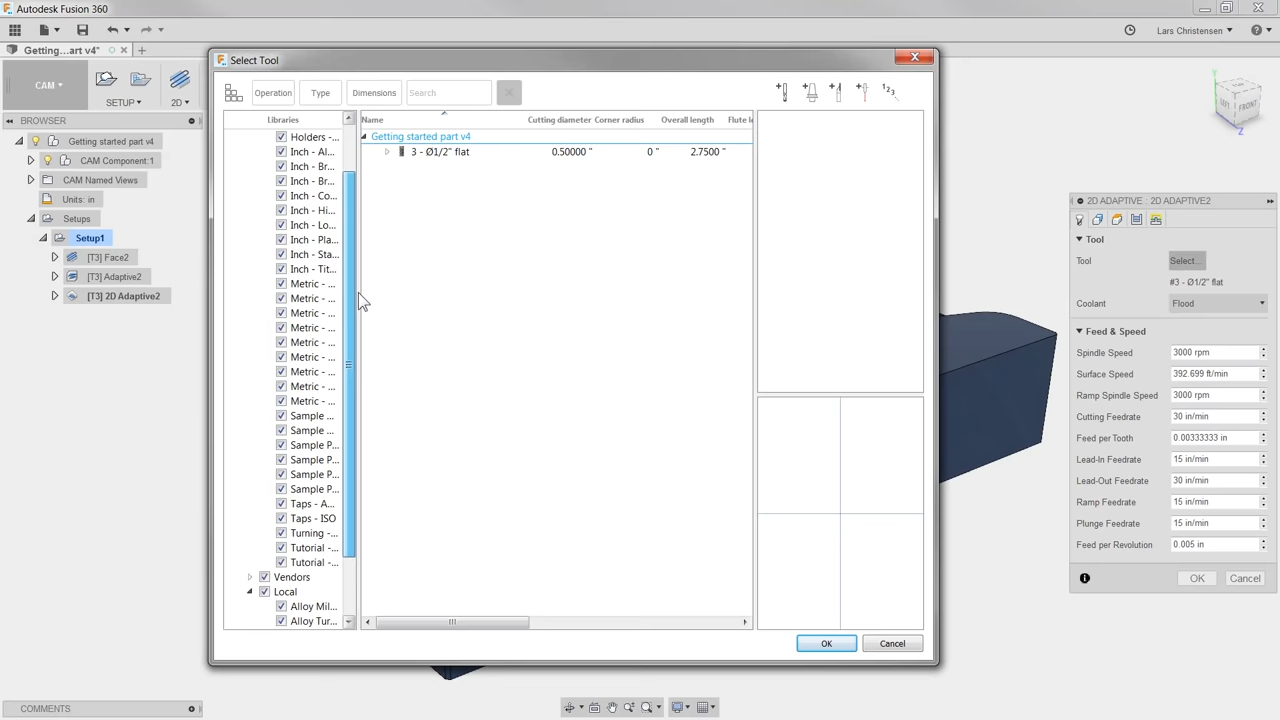 Autodesk Fusion 360
Lars Christensen
Getting...art v4*
CAM
SETUP
2D
BROWSER
Getting started part v4
CAM Component:1
CAM Named Views
Units: in
Setups
Setup1
[T3] Face2
[T3] Adaptive2
[T3] 2D Adaptive2
Select Tool
Operation
Type
Dimensions
Search
Libraries
Holders -...
Inch - Al...
Inch - Br...
Inch - Br...
Inch - Co...
Inch - Hi...
Inch - Lo...
Inch - Pla...
Inch - Sta...
Inch - Tit...
Metric - ...
Metric - ...
Metric - ...
Metric - ...
Metric - ...
Metric - ...
Metric - ...
Metric - ...
Metric - ...
Sample ...
Sample ...
Sample P...
Sample P...
Sample P...
Sample P...
Taps - A...
Taps - ISO
Turning -...
Tutorial -...
Tutorial -...
Vendors
Local
Alloy Mil...
Alloy Tur...
Name Cutting diameter Corner radius Overall length Flute le
Getting started part v4
3 - Ø1/2" flat 0.50000 " 0 " 2.7500 "
1 2 3
OK
Cancel
LEFT
FRONT
Z
2D ADAPTIVE : 2D ADAPTIVE2
Tool
Tool Select...
#3 - Ø1/2" flat
Coolant Flood
Feed & Speed
Spindle Speed 3000 rpm
Surface Speed 392.699 ft/min
Ramp Spindle Speed 3000 rpm
Cutting Feedrate 30 in/min
Feed per Tooth 0.00333333 in
Lead-In Feedrate 15 in/min
Lead-Out Feedrate 30 in/min
Ramp Feedrate 15 in/min
Plunge Feedrate 15 in/min
Feed per Revolution 0.005 in
OK
Cancel
COMMENTS